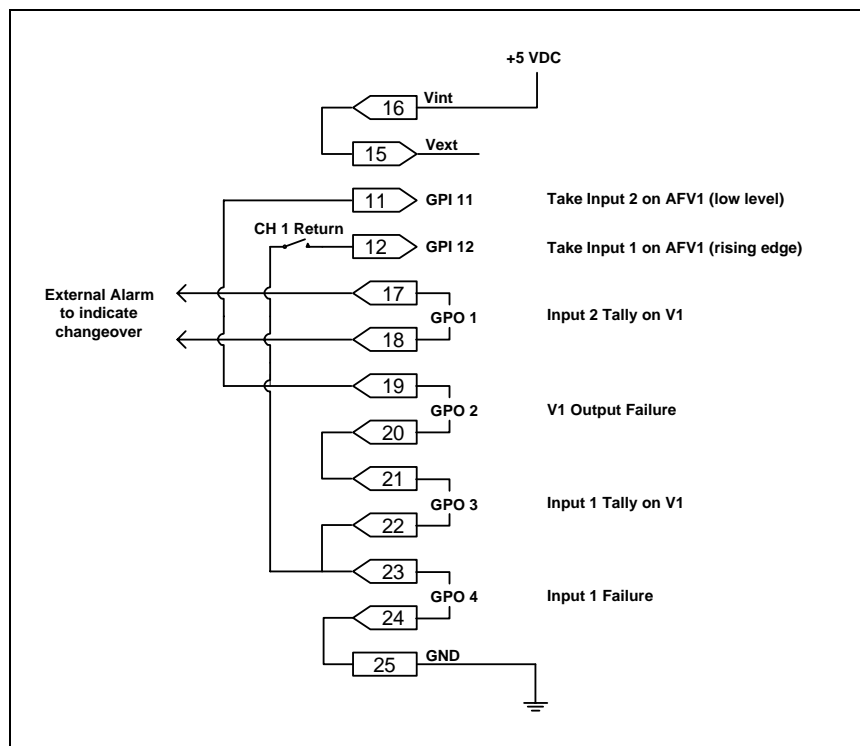 +5 VDC
16 Vint
15 Vext
11 GPI 11 Take Input 2 on AFV1 (low level)
CH 1 Return 12 GPI 12 Take Input 1 on AFV1 (rising edge)
External Alarm
to indicate
changeover
17
GPO 1 Input 2 Tally on V1
18
19
GPO 2 V1 Output Failure
20
21
GPO 3 Input 1 Tally on V1
22
23
GPO 4 Input 1 Failure
24
25 GND